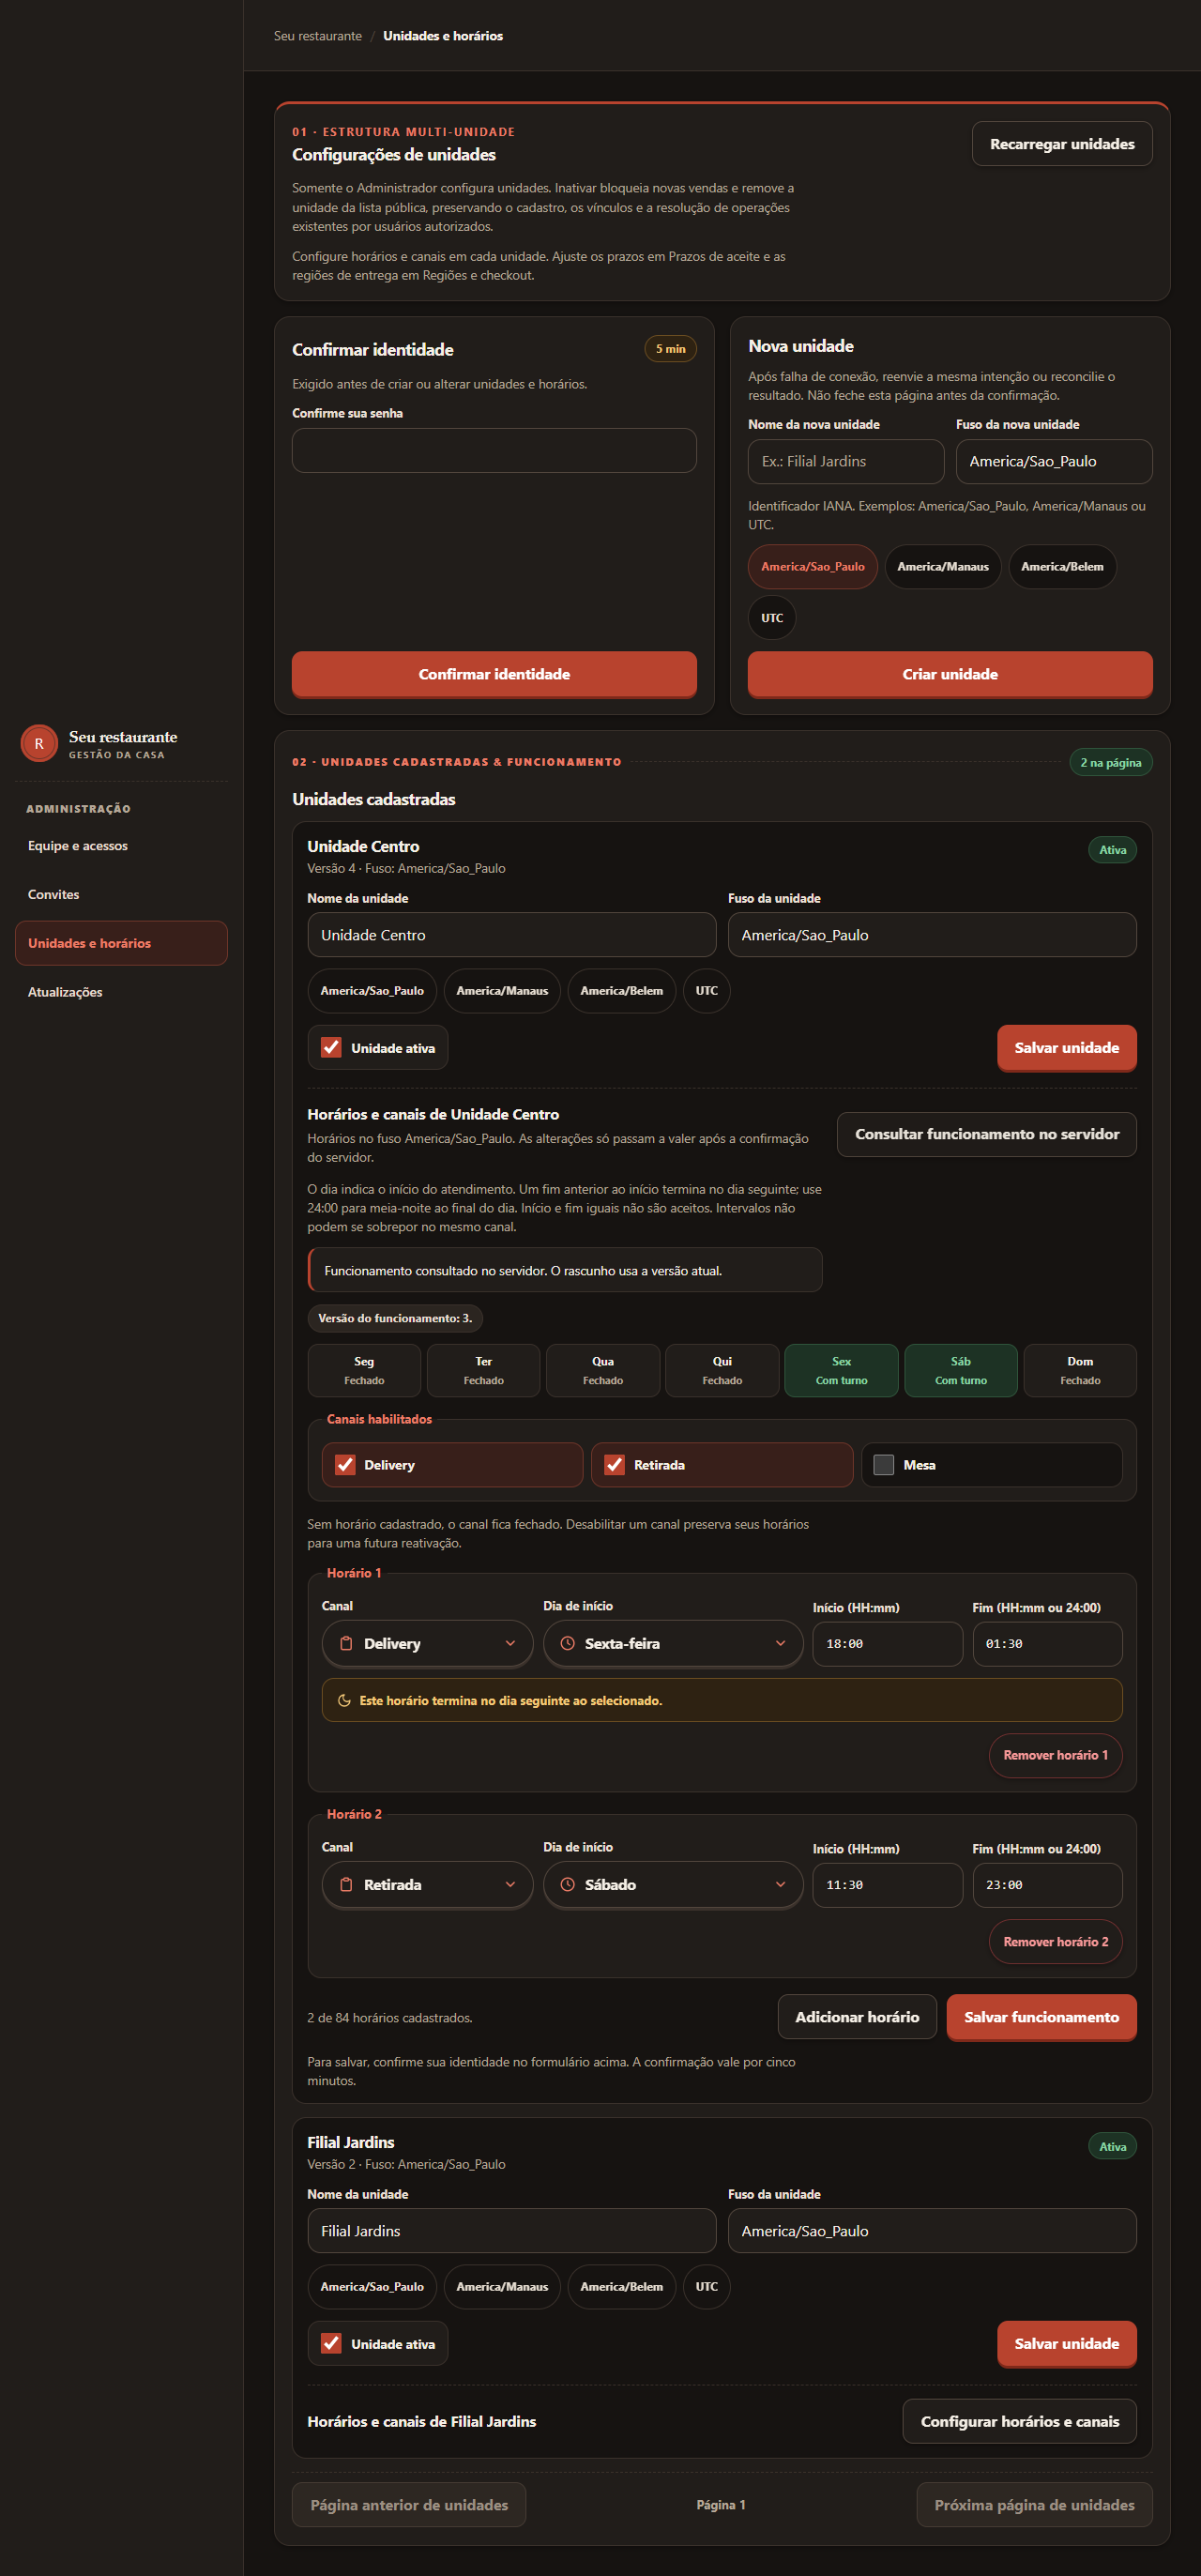 Seu restaurante / Unidades e horários
R
Seu restaurante
GESTÃO DA CASA
ADMINISTRAÇÃO
Equipe e acessos
Convites
Unidades e horários
Atualizações
01 · ESTRUTURA MULTI-UNIDADE
Configurações de unidades
Recarregar unidades
Somente o Administrador configura unidades. Inativar bloqueia novas vendas e remove a
unidade da lista pública, preservando o cadastro, os vínculos e a resolução de operações
existentes por usuários autorizados.
Configure horários e canais em cada unidade. Ajuste os prazos em Prazos de aceite e as
regiões de entrega em Regiões e checkout.
Confirmar identidade
5 min
Exigido antes de criar ou alterar unidades e horários.
Confirme sua senha
Confirmar identidade
Nova unidade
Após falha de conexão, reenvie a mesma intenção ou reconcilie o
resultado. Não feche esta página antes da confirmação.
Nome da nova unidade
Fuso da nova unidade
Ex.: Filial Jardins
America/Sao_Paulo
Identificador IANA. Exemplos: America/Sao_Paulo, America/Manaus ou
UTC.
America/Sao_Paulo
America/Manaus
America/Belem
UTC
Criar unidade
02 · UNIDADES CADASTRADAS & FUNCIONAMENTO
2 na página
Unidades cadastradas
Unidade Centro
Ativa
Versão 4 · Fuso: America/Sao_Paulo
Nome da unidade
Fuso da unidade
Unidade Centro
America/Sao_Paulo
America/Sao_Paulo
America/Manaus
America/Belem
UTC
Unidade ativa
Salvar unidade
Horários e canais de Unidade Centro
Consultar funcionamento no servidor
Horários no fuso America/Sao_Paulo. As alterações só passam a valer após a confirmação
do servidor.
O dia indica o início do atendimento. Um fim anterior ao início termina no dia seguinte; use
24:00 para meia-noite ao final do dia. Início e fim iguais não são aceitos. Intervalos não
podem se sobrepor no mesmo canal.
Funcionamento consultado no servidor. O rascunho usa a versão atual.
Versão do funcionamento: 3.
Seg
Fechado
Ter
Fechado
Qua
Fechado
Qui
Fechado
Sex
Com turno
Sáb
Com turno
Dom
Fechado
Canais habilitados
Delivery
Retirada
Mesa
Sem horário cadastrado, o canal fica fechado. Desabilitar um canal preserva seus horários
para uma futura reativação.
Horário 1
Canal
Dia de início
Início (HH:mm)
Fim (HH:mm ou 24:00)
Delivery
Sexta-feira
18:00
01:30
Este horário termina no dia seguinte ao selecionado.
Remover horário 1
Horário 2
Canal
Dia de início
Início (HH:mm)
Fim (HH:mm ou 24:00)
Retirada
Sábado
11:30
23:00
Remover horário 2
2 de 84 horários cadastrados.
Adicionar horário
Salvar funcionamento
Para salvar, confirme sua identidade no formulário acima. A confirmação vale por cinco
minutos.
Filial Jardins
Ativa
Versão 2 · Fuso: America/Sao_Paulo
Nome da unidade
Fuso da unidade
Filial Jardins
America/Sao_Paulo
America/Sao_Paulo
America/Manaus
America/Belem
UTC
Unidade ativa
Salvar unidade
Horários e canais de Filial Jardins
Configurar horários e canais
Página anterior de unidades
Página 1
Próxima página de unidades